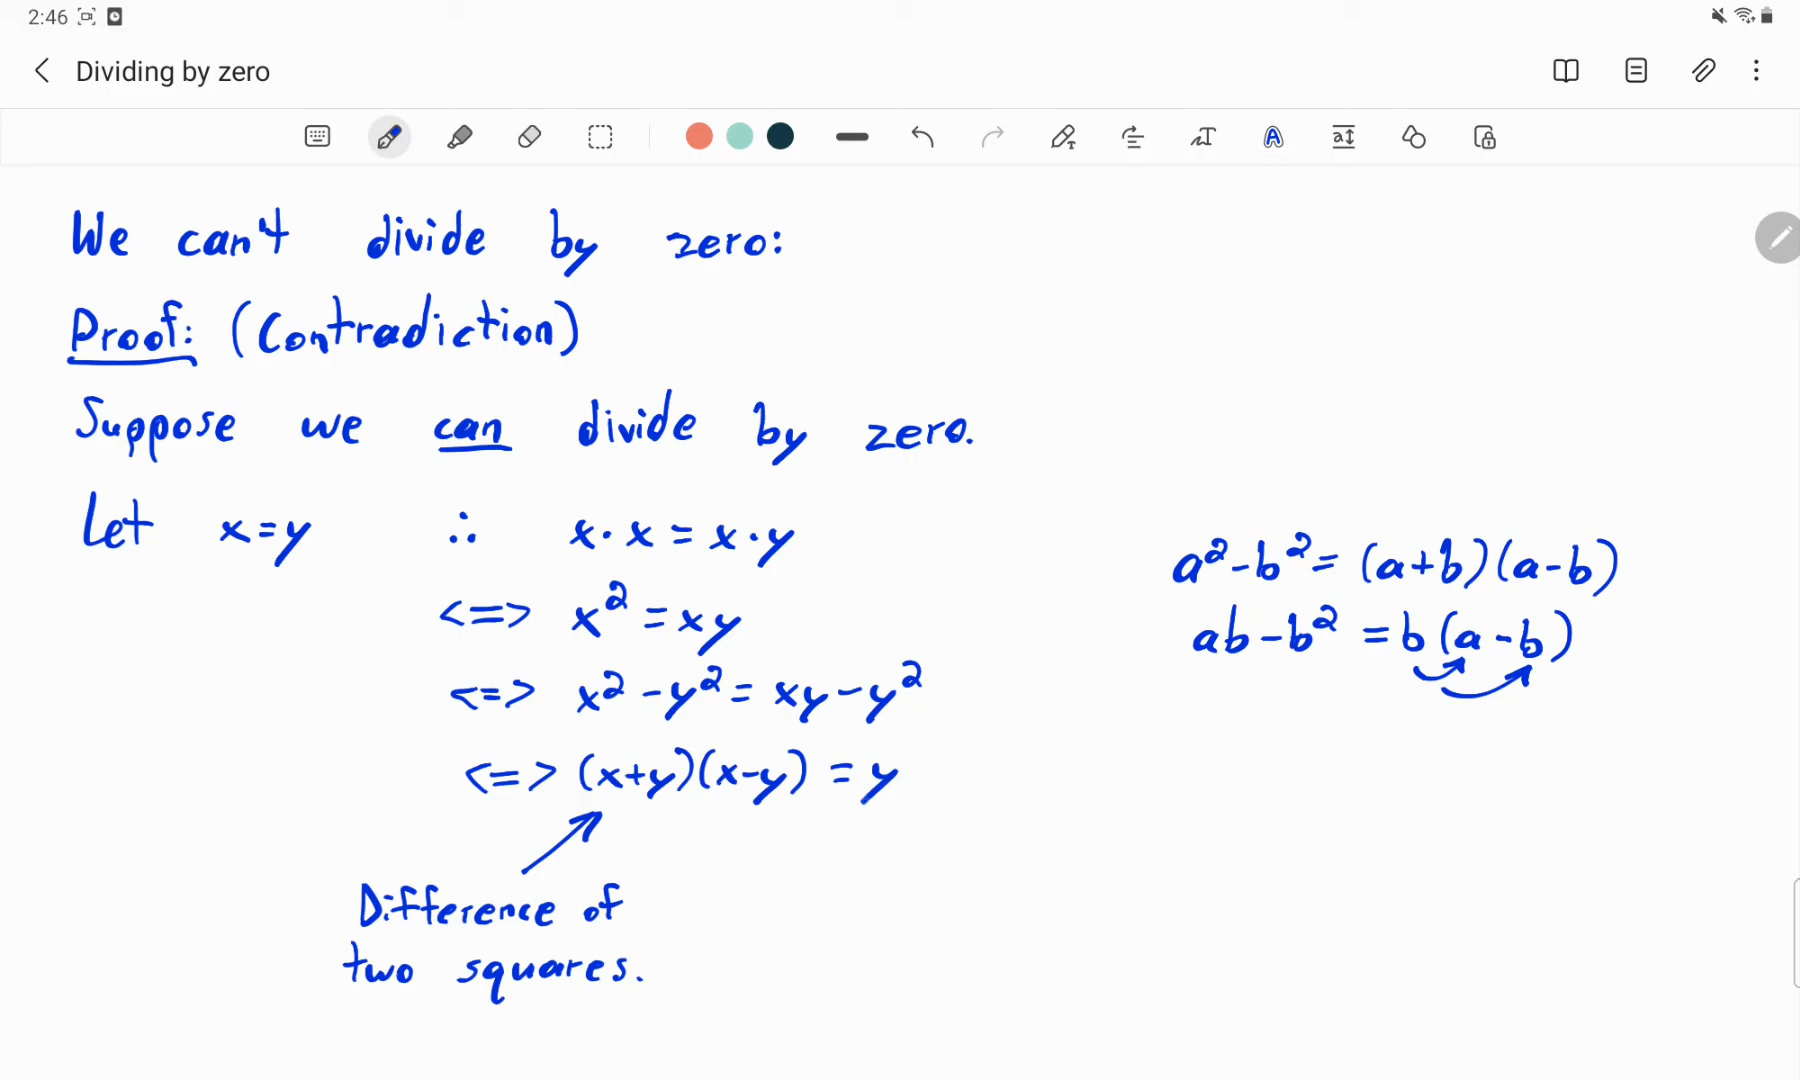 2:46
Dividing by zero
We can't divide by zero:
Proof: (Contradiction)
Suppose we can divide by zero.
Let x=y ∴ x·x = x·y
<=> x² = xy
<=> x² - y² = xy - y²
<=> (x+y)(x-y) = y
Difference of
two squares.
a² - b² = (a+b)(a-b)
ab - b² = b(a-b)